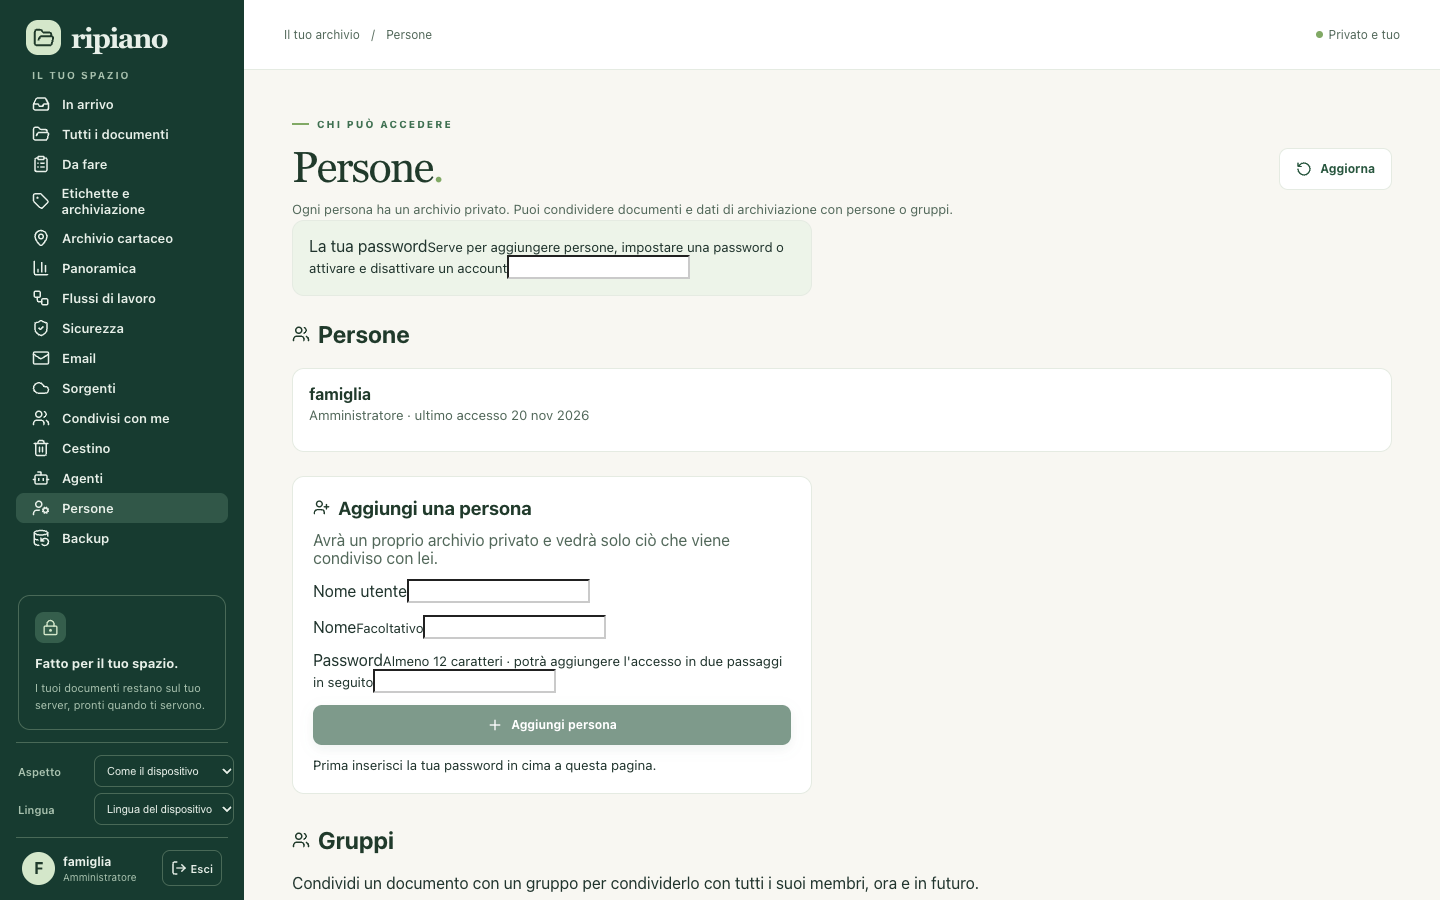 ripiano
IL TUO SPAZIO
In arrivo
Tutti i documenti
Da fare
Etichette e
archiviazione
Archivio cartaceo
Panoramica
Flussi di lavoro
Sicurezza
Email
Sorgenti
Condivisi con me
Cestino
Agenti
Persone
Backup
Fatto per il tuo spazio.
I tuoi documenti restano sul tuo
server, pronti quando ti servono.
Aspetto
Come il dispositivo
Lingua
Lingua del dispositivo
F
famiglia
Amministratore
Esci
Il tuo archivio / Persone
Privato e tuo
CHI PUÒ ACCEDERE
Persone.
Aggiorna
Ogni persona ha un archivio privato. Puoi condividere documenti e dati di archiviazione con persone o gruppi.
La tua passwordServe per aggiungere persone, impostare una password o
attivare e disattivare un account
Persone
famiglia
Amministratore · ultimo accesso 20 nov 2026
Aggiungi una persona
Avrà un proprio archivio privato e vedrà solo ciò che viene
condiviso con lei.
Nome utente
NomeFacoltativo
PasswordAlmeno 12 caratteri · potrà aggiungere l'accesso in due passaggi
in seguito
Aggiungi persona
Prima inserisci la tua password in cima a questa pagina.
Gruppi
Condividi un documento con un gruppo per condividerlo con tutti i suoi membri, ora e in futuro.